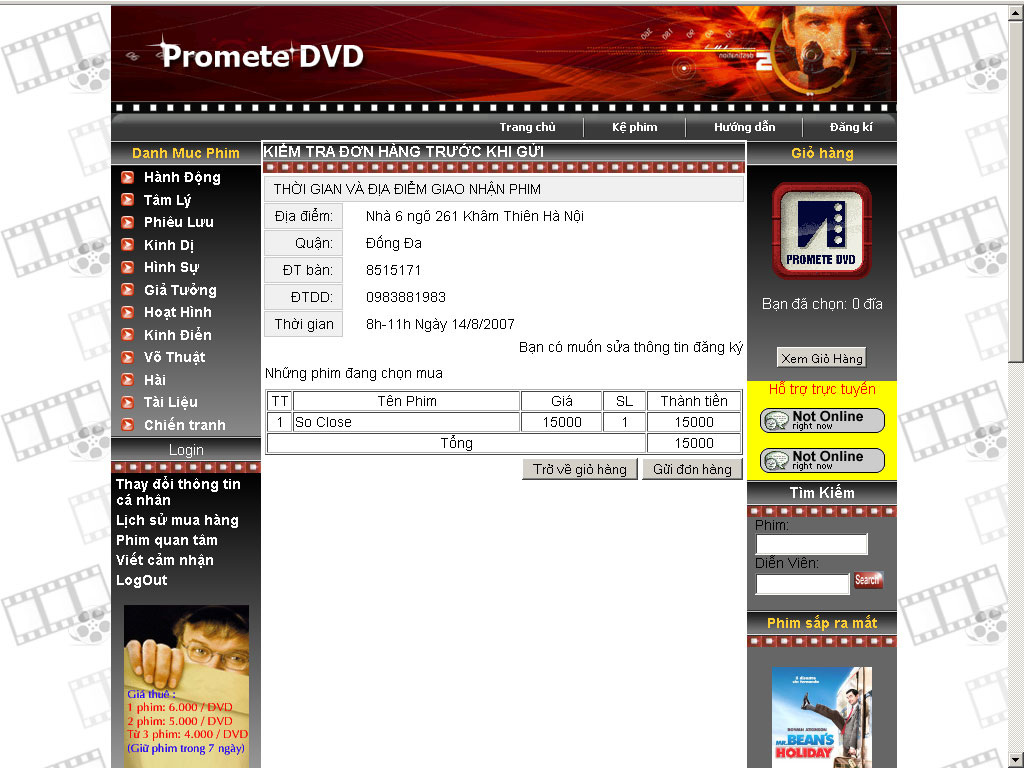 Promete DVD
Trang chủ
Kệ phim
Hướng dẫn
Đăng kí
Danh Muc Phim
Hành Động
Tâm Lý
Phiêu Lưu
Kinh Dị
Hình Sự
Giả Tưởng
Hoạt Hình
Kinh Điển
Võ Thuật
Hài
Tài Liệu
Chiến tranh
Login
Thay đổi thông tin
cá nhân
Lịch sử mua hàng
Phim quan tâm
Viết cảm nhận
LogOut
Giá thuê :
1 phim: 6.000 / DVD
2 phim: 5.000 / DVD
Từ 3 phim: 4.000 / DVD
(Giữ phim trong 7 ngày)
KIỂM TRA ĐƠN HÀNG TRƯỚC KHI GỬI
THỜI GIAN VÀ ĐỊA ĐIỂM GIAO NHẬN PHIM
Địa điểm: Nhà 6 ngõ 261 Khâm Thiên Hà Nội
Quận: Đống Đa
ĐT bàn: 8515171
ĐTDD: 0983881983
Thời gian 8h-11h Ngày 14/8/2007
Bạn có muốn sửa thông tin đăng ký
Những phim đang chọn mua
TT Tên Phim Giá SL Thành tiền
1 So Close 15000 1 15000
Tổng 15000
Trở về giỏ hàng
Gửi đơn hàng
Giỏ hàng
PROMETE DVD
Bạn đã chọn: 0 đĩa
Xem Giỏ Hàng
Hỗ trợ trực tuyến
Not Online
right now
Not Online
right now
Tìm Kiếm
Phim:
Diễn Viên:
Search
Phim sắp ra mắt
ROWAN ATKINSON
MR. BEAN'S
HOLIDAY